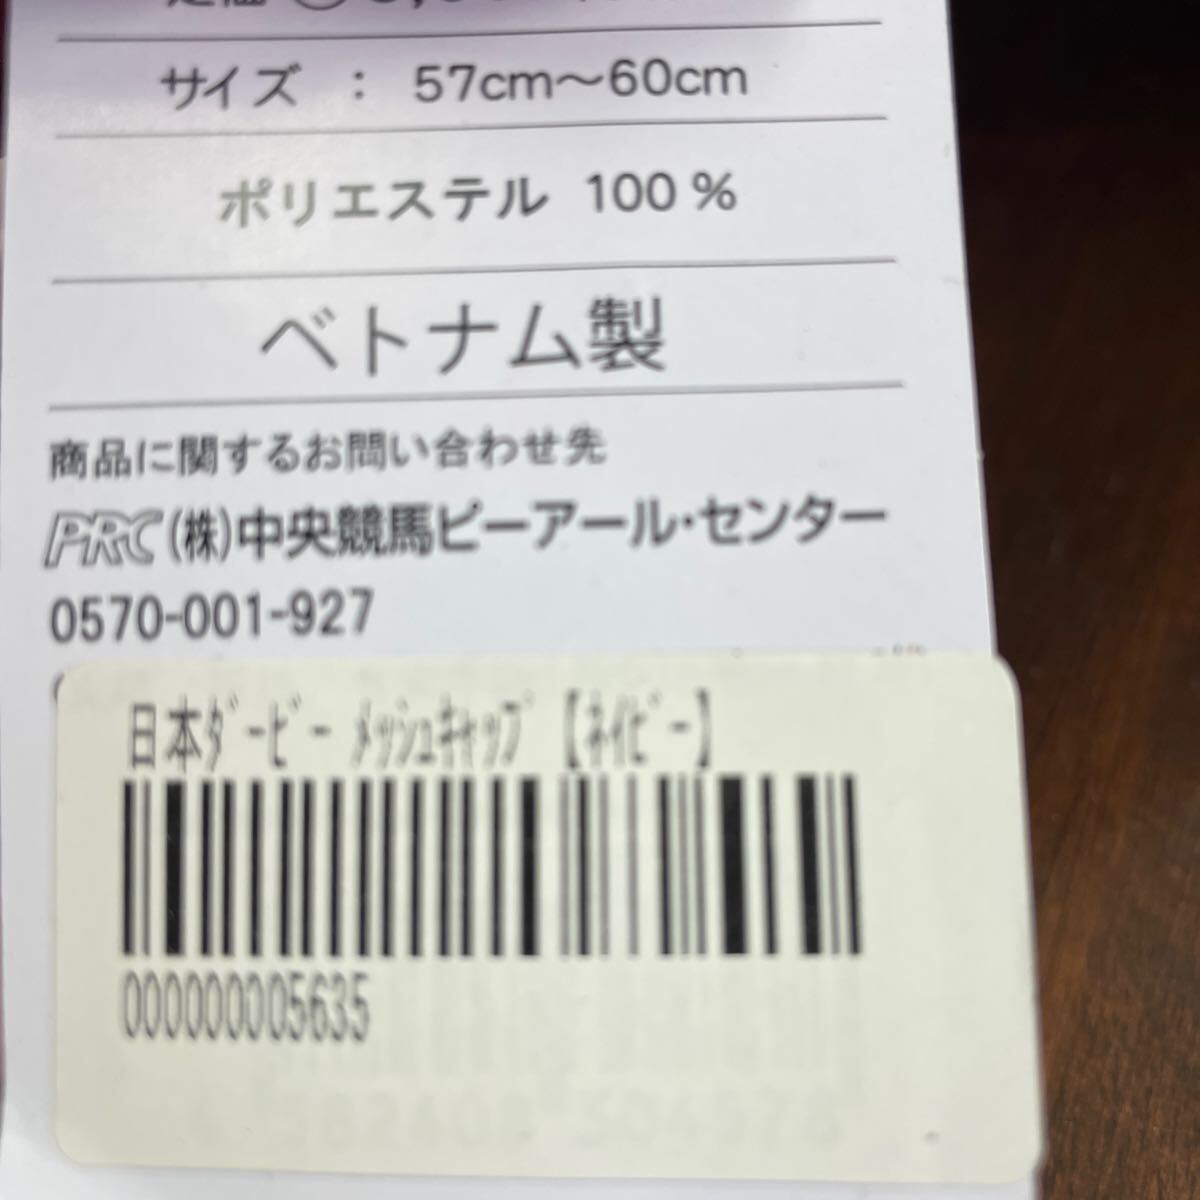 サイズ : 57cm～60cm
ポリエステル 100%
ベトナム製
商品に関するお問い合わせ先
PRC (株)中央競馬ピーアール・センター
0570-001-927
日本ﾀﾞｰﾋﾞｰ ﾒｯｼｭｷｬｯﾌﾟ【ﾈｲﾋﾞｰ】
000000005635